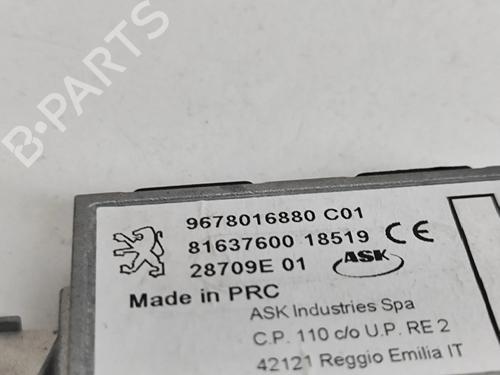 B-PARTS
9678016880 C01
81637600 18519 CE
28709E 01 ASK
Made in PRC
ASK Industries Spa
C.P. 110 c/o U.P. RE 2
42121 Reggio Emilia IT